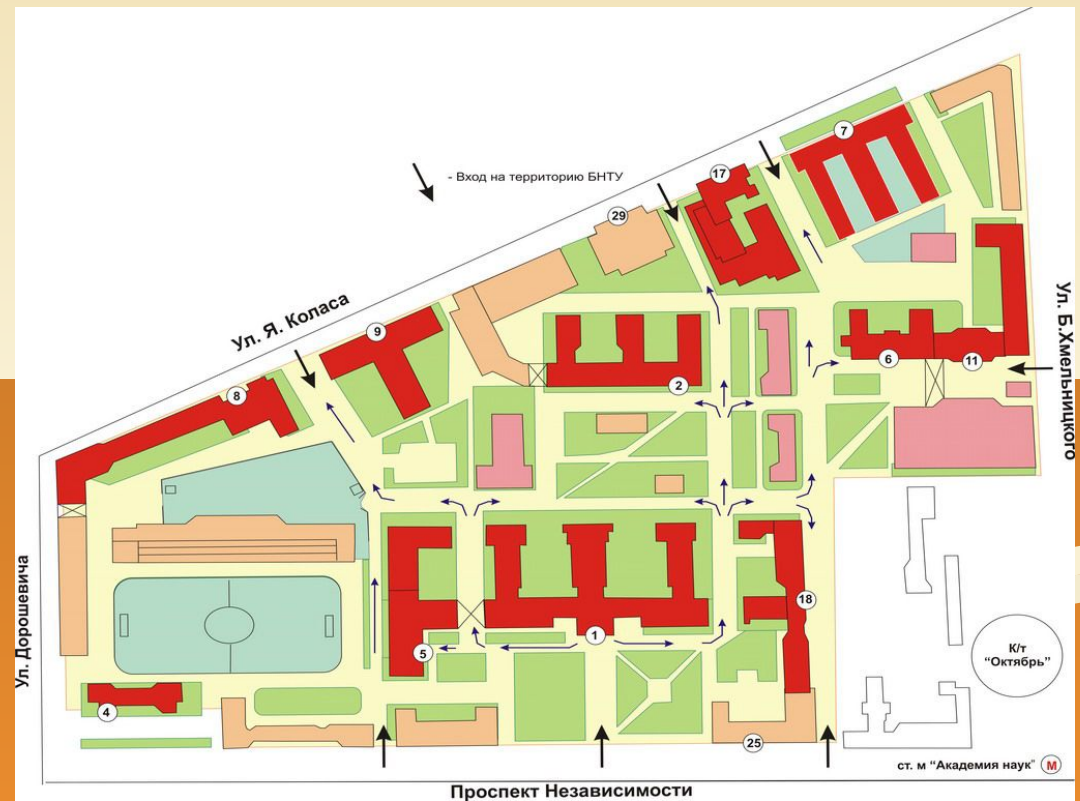 7
17
- Вход на территорию БНТУ
29
Ул. Я. Коласа
9
8
2
6
11
Ул. Б.Хмельницкого
Ул. Дорошевича
18
1
5
4
25
К/т
"Октябрь"
ст. м "Академия наук" М
Проспект Независимости